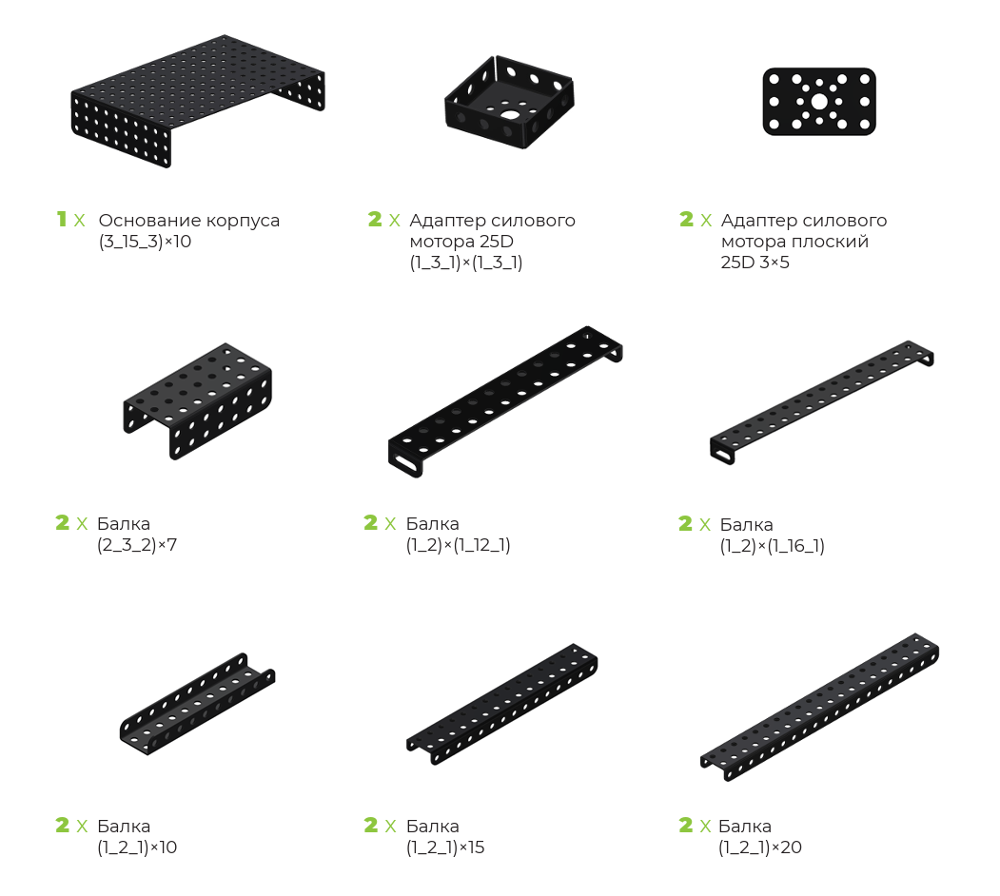 1 X Основание корпуса
(3_15_3)×10
2 X Адаптер силового
мотора 25D
(1_3_1)×(1_3_1)
2 X Адаптер силового
мотора плоский
25D 3×5
2 X Балка
(2_3_2)×7
2 X Балка
(1_2)×(1_12_1)
2 X Балка
(1_2)×(1_16_1)
2 X Балка
(1_2_1)×10
2 X Балка
(1_2_1)×15
2 X Балка
(1_2_1)×20